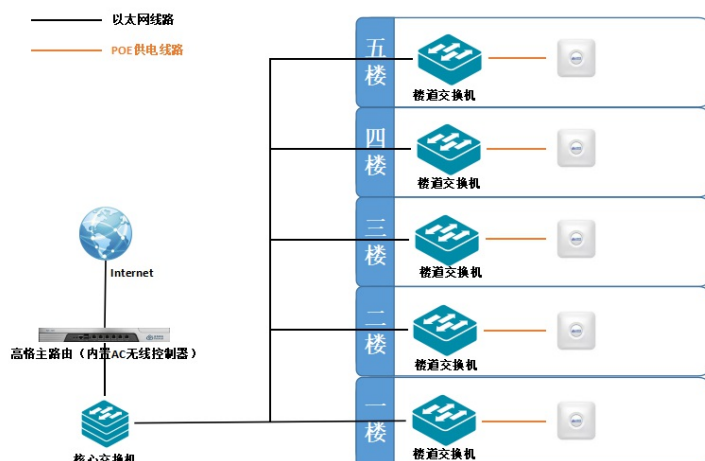 以太网线路
POE供电线路
五楼
楼道交换机
四楼
楼道交换机
三楼
楼道交换机
Internet
二楼
楼道交换机
高恪主路由（内置AC无线控制器）
一楼
楼道交换机
核心交换机